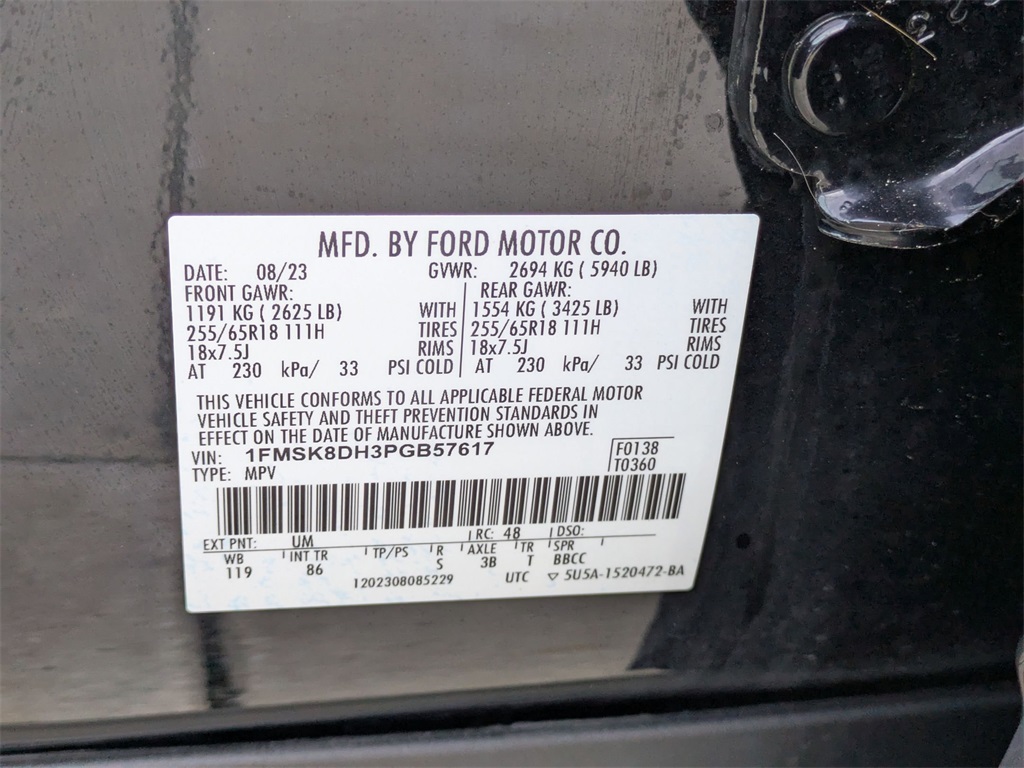 MFD. BY FORD MOTOR CO.
DATE: 08/23 GVWR: 2694 KG ( 5940 LB)
FRONT GAWR: REAR GAWR:
1191 KG ( 2625 LB) WITH 1554 KG ( 3425 LB) WITH
255/65R18 111H TIRES 255/65R18 111H TIRES
18x7.5J RIMS 18x7.5J RIMS
AT 230 kPa/ 33 PSI COLD AT 230 kPa/ 33 PSI COLD
THIS VEHICLE CONFORMS TO ALL APPLICABLE FEDERAL MOTOR
VEHICLE SAFETY AND THEFT PREVENTION STANDARDS IN
EFFECT ON THE DATE OF MANUFACTURE SHOWN ABOVE.
VIN: 1FMSK8DH3PGB57617 F0138
TYPE: MPV T0360
EXT PNT: UM RC: 48 DSO:
WB INT TR TP/PS R AXLE TR SPR
119 86 S 3B T BBCC
1202308085229 UTC ▽ 5U5A-1520472-BA